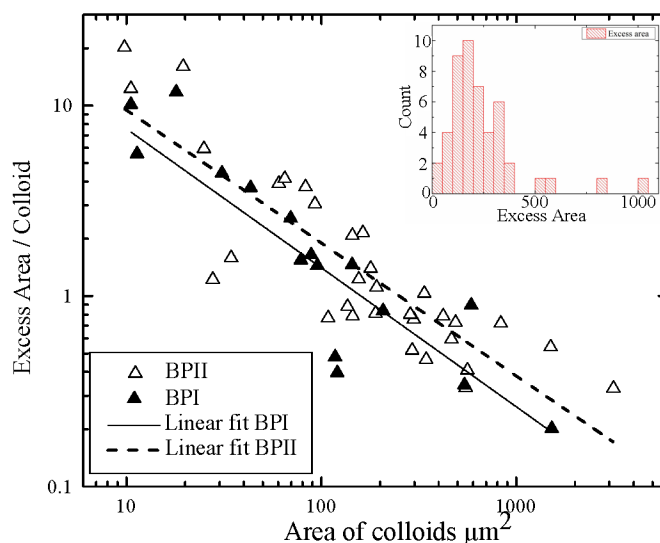 Excess Area / Colloid
10
1
0.1
10
100
1000
Area of colloids μm²
BPII
BPI
Linear fit BPI
Linear fit BPII
Excess area
Count
10
8
6
4
2
0
0
500
1000
Excess Area